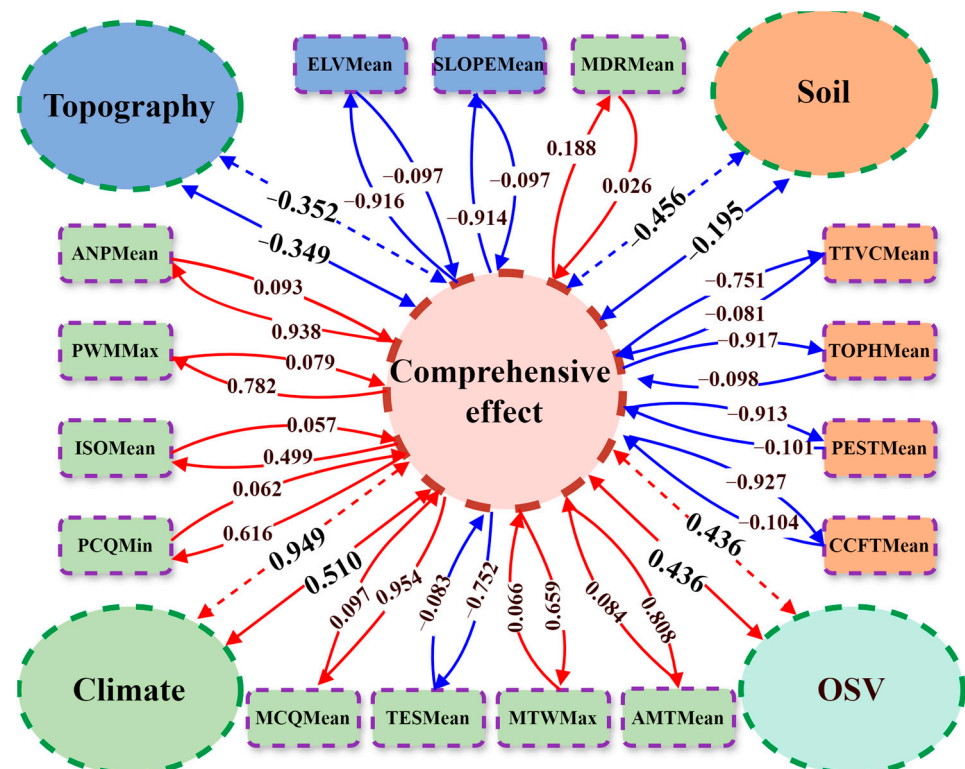 ELVMean
SLOPEMean
MDRMean
Topography
Soil
−0.097
−0.916
−0.097
−0.914
0.188
0.026
−0.352
−0.349
−0.456
−0.195
ANPMean
0.093
0.938
PWMMax
0.079
0.782
ISOMean
0.057
0.499
PCQMin
0.062
0.616
Comprehensive
effect
TTVCMean
−0.751
−0.081
TOPHMean
−0.917
−0.098
PESTMean
−0.913
−0.101
CCFTMean
−0.927
−0.104
0.949
0.510
0.097
0.954
−0.083
−0.752
0.066
0.659
0.084
0.808
0.436
0.436
Climate
MCQMean
TESMean
MTWMax
AMTMean
OSV